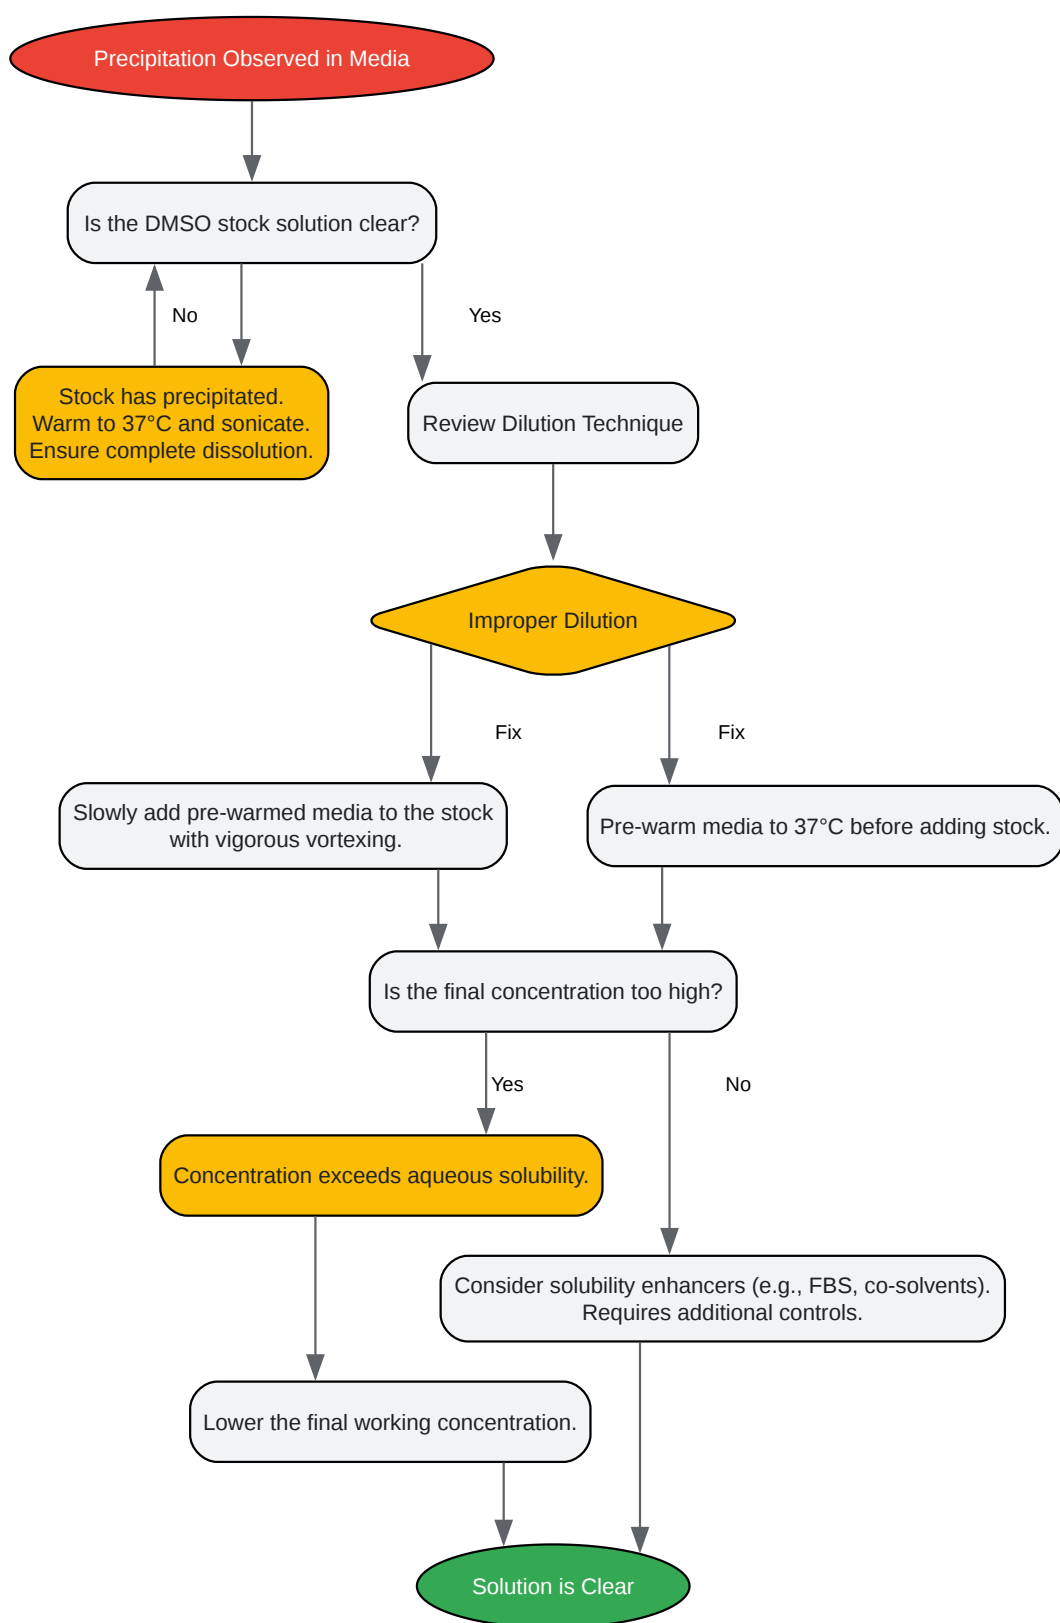 Precipitation Observed in Media
Is the DMSO stock solution clear?
No
Yes
Stock has precipitated.
Warm to 37°C and sonicate.
Ensure complete dissolution.
Review Dilution Technique
Improper Dilution
Fix
Fix
Slowly add pre-warmed media to the stock
with vigorous vortexing.
Pre-warm media to 37°C before adding stock.
Is the final concentration too high?
Yes
No
Concentration exceeds aqueous solubility.
Consider solubility enhancers (e.g., FBS, co-solvents).
Requires additional controls.
Lower the final working concentration.
Solution is Clear